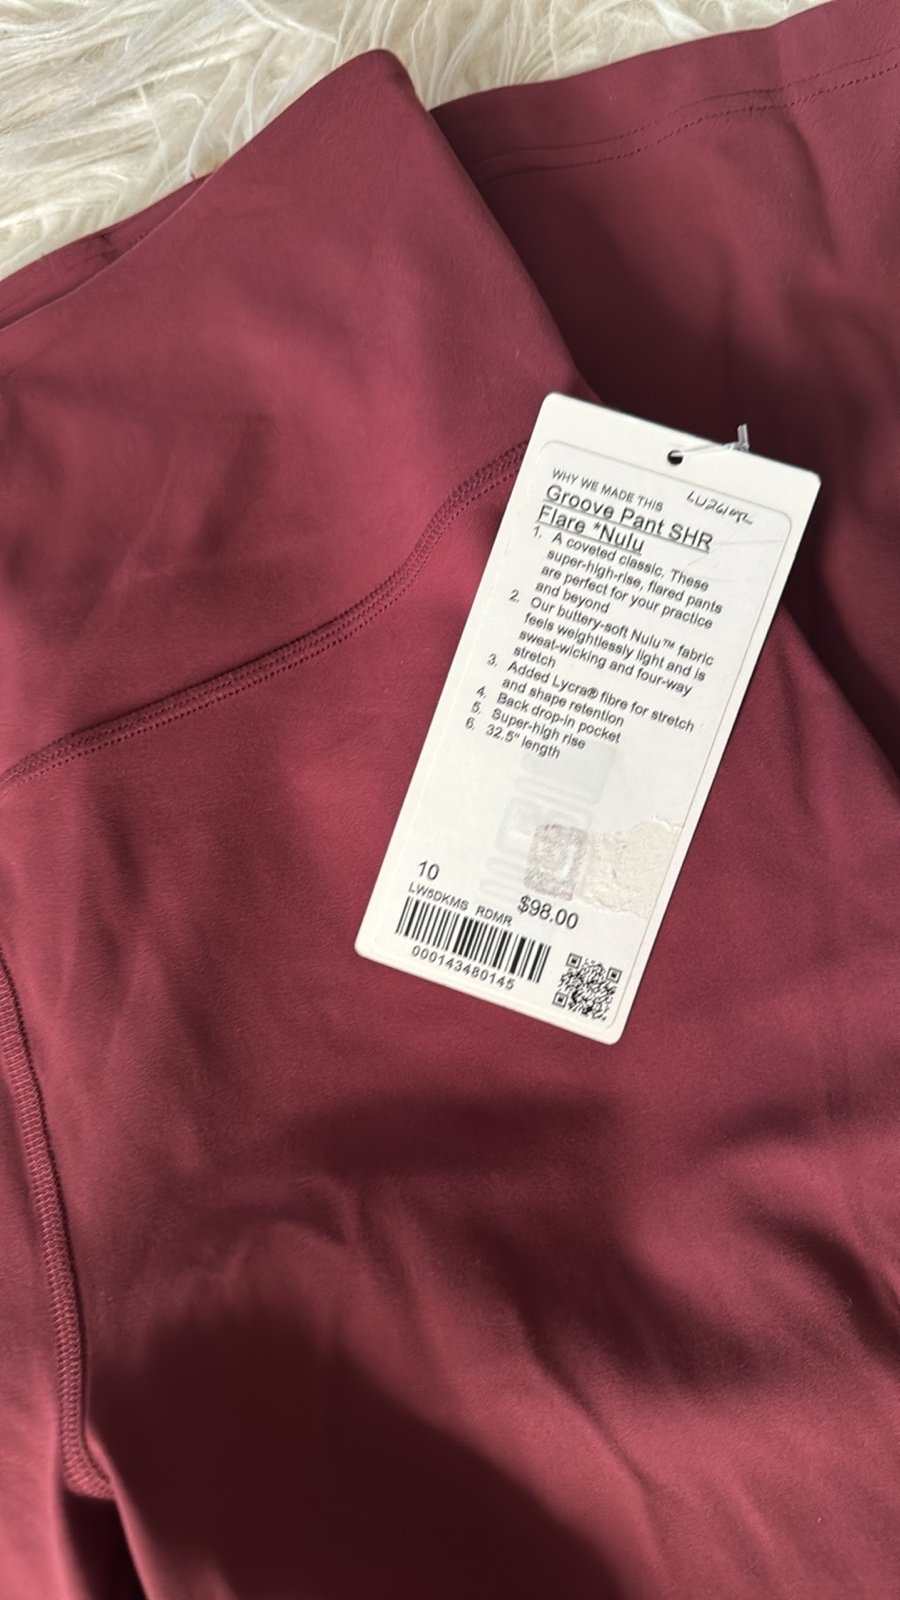 WHY WE MADE THIS
Groove Pant SHR
Flare *Nulu
1. A coveted classic. These
super-high-rise, flared pants
are perfect for your practice
and beyond
2. Our buttery-soft Nulu™ fabric
feels weightlessly light and is
sweat-wicking and four-way
stretch
3. Added Lycra® fibre for stretch
and shape retention
4. Back drop-in pocket
5. Super-high rise
6. 32.5" length
10
$98.00
LW5DKMS RDMR
000143480145